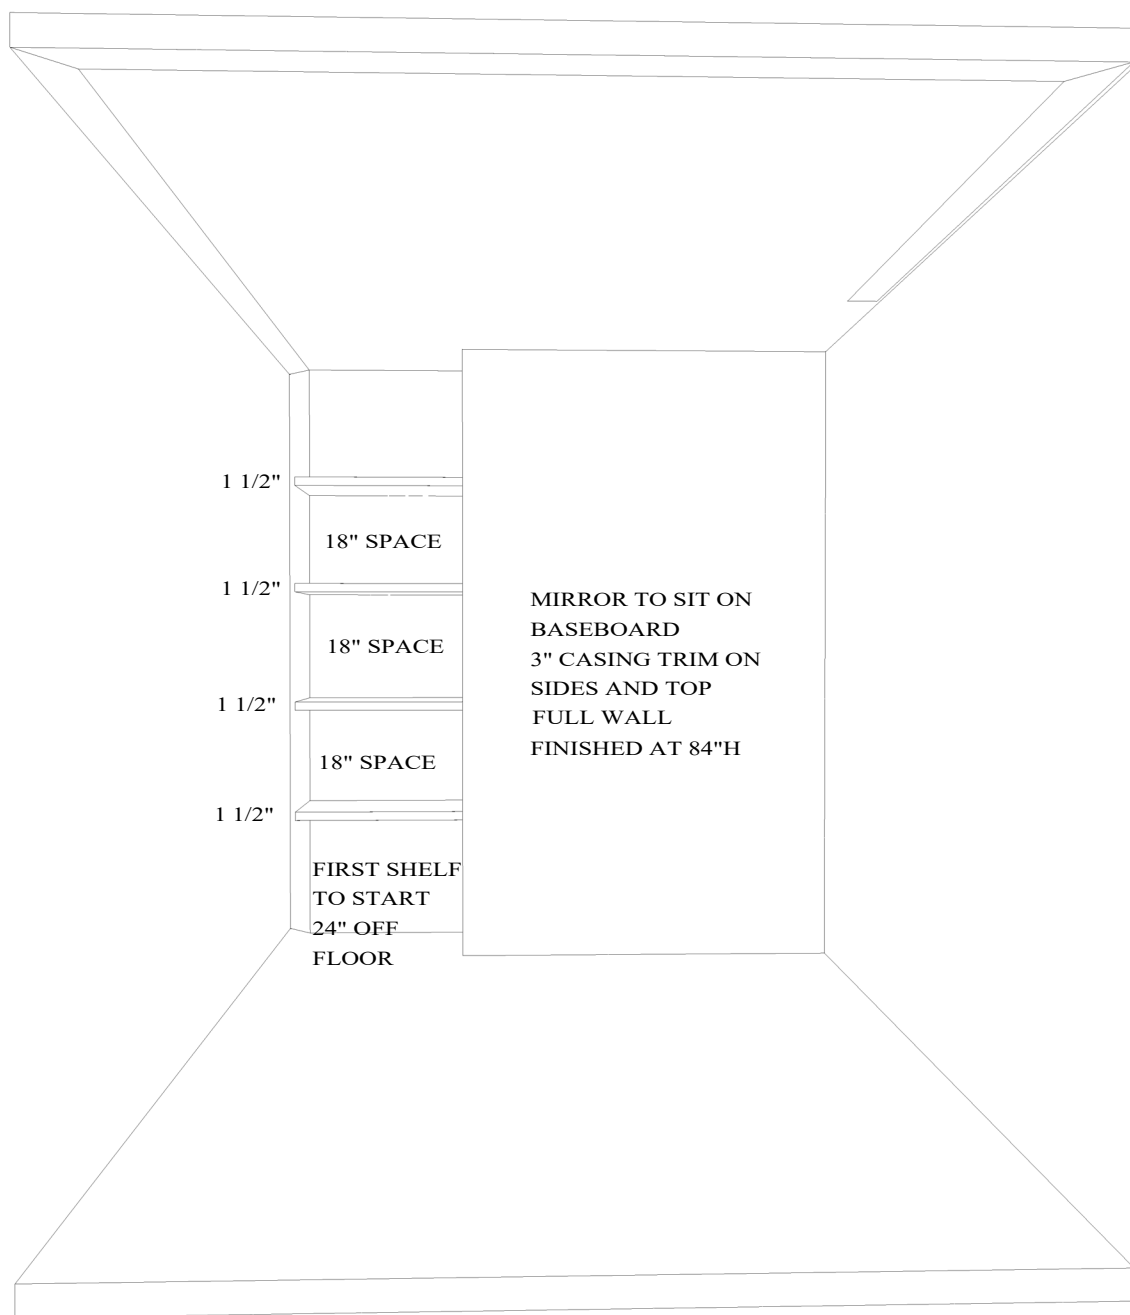 1 1/2"
18" SPACE
1 1/2"
18" SPACE
1 1/2"
18" SPACE
1 1/2"
FIRST SHELF
TO START
24" OFF
FLOOR
MIRROR TO SIT ON
BASEBOARD
3" CASING TRIM ON
SIDES AND TOP
FULL WALL
FINISHED AT 84"H